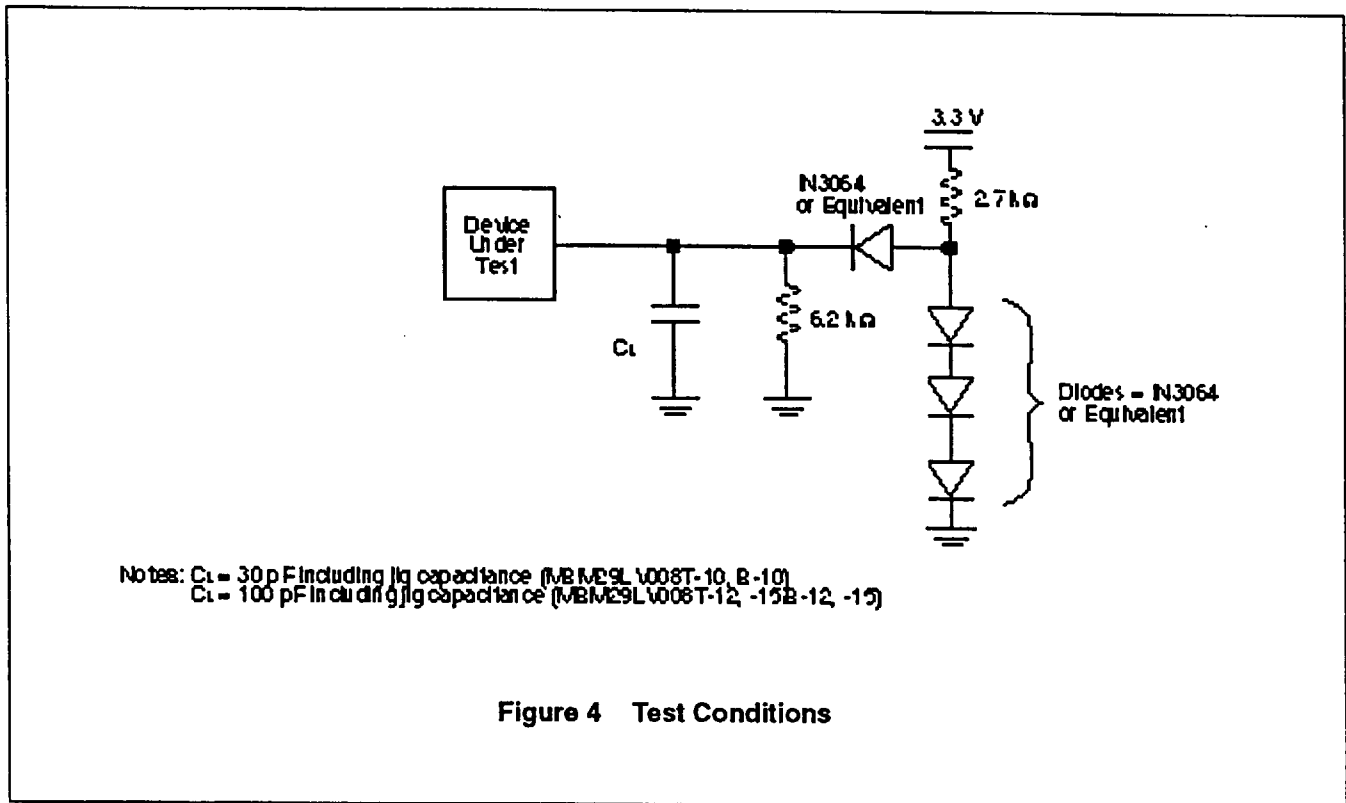 3.3 V
IN3064
or Equivalent
2.7 kΩ
Device
Under
Test
6.2 kΩ
CL
Diodes = IN3064
or Equivalent
Notes: CL = 30 pF including jig capacitance (MBM29LV008T-10, B-10)
CL = 100 pF including jig capacitance (MBM29LV008T-12, -15B-12, -15)
Figure 4 Test Conditions